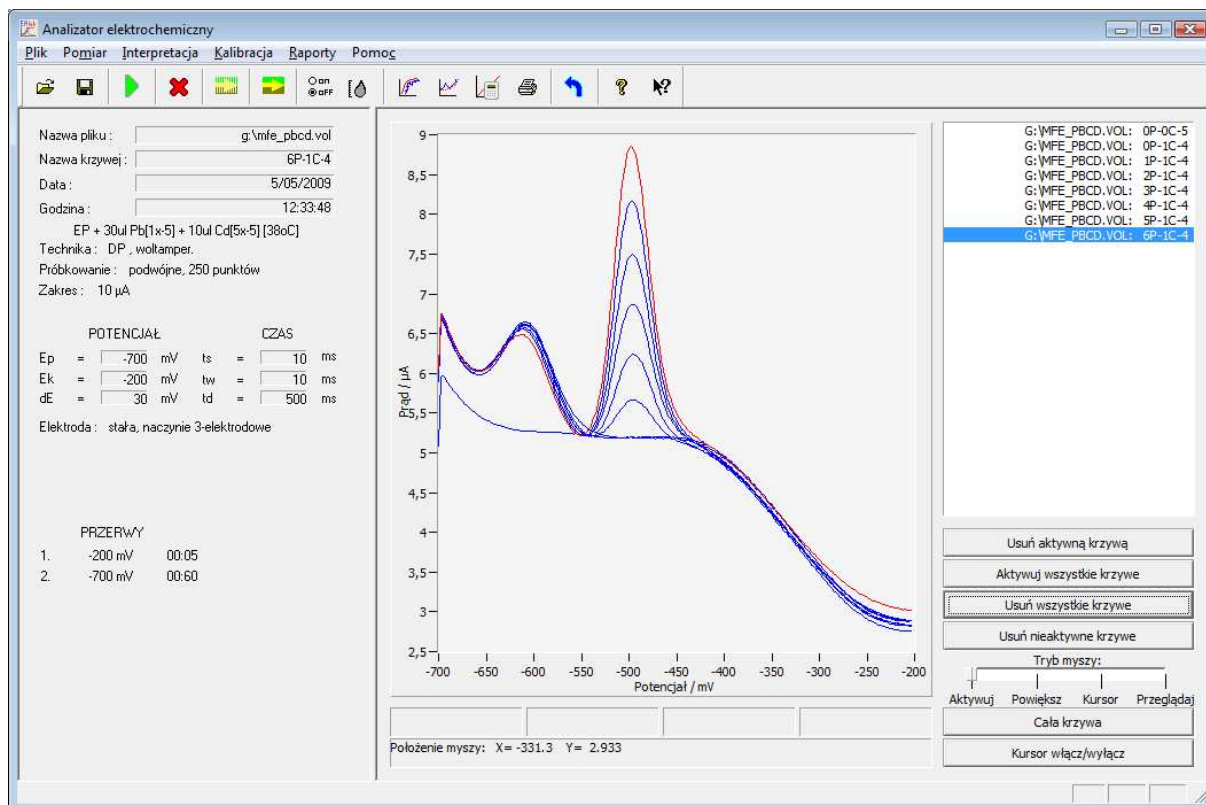 Analizator elektrochemiczny
Plik Pomiar Interpretacja Kalibracja Raporty Pomoc
on
off
Nazwa pliku : g:\mfe_pbcd.vol
Nazwa krzywej : 6P-1C-4
Data : 5/05/2009
Godzina : 12:33:48
EP + 30ul Pb[1x-5] + 10ul Cd[5x-5] [38oC]
Technika : DP , woltamper.
Próbkowanie : podwójne, 250 punktów
Zakres : 10 µA
POTENCJAŁ CZAS
Ep = -700 mV ts = 10 ms
Ek = -200 mV tw = 10 ms
dE = 30 mV td = 500 ms
Elektroda : stała, naczynie 3-elektrodowe
PRZERWY
1. -200 mV 00:05
2. -700 mV 00:60
9
8,5
8
7,5
7
6,5
6
5,5
5
4,5
4
3,5
3
2,5
Prąd / µA
-700 -650 -600 -550 -500 -450 -400 -350 -300 -250 -200
Potencjał / mV
Położenie myszy: X= -331.3 Y= 2.933
G:\MFE_PBCD.VOL: 0P-0C-5
G:\MFE_PBCD.VOL: 0P-1C-4
G:\MFE_PBCD.VOL: 1P-1C-4
G:\MFE_PBCD.VOL: 2P-1C-4
G:\MFE_PBCD.VOL: 3P-1C-4
G:\MFE_PBCD.VOL: 4P-1C-4
G:\MFE_PBCD.VOL: 5P-1C-4
G:\MFE_PBCD.VOL: 6P-1C-4
Usuń aktywną krzywą
Aktywuj wszystkie krzywe
Usuń wszystkie krzywe
Usuń nieaktywne krzywe
Tryb myszy:
Aktywuj Powiększ Kursor Przeglądaj
Cała krzywa
Kursor włącz/wyłącz